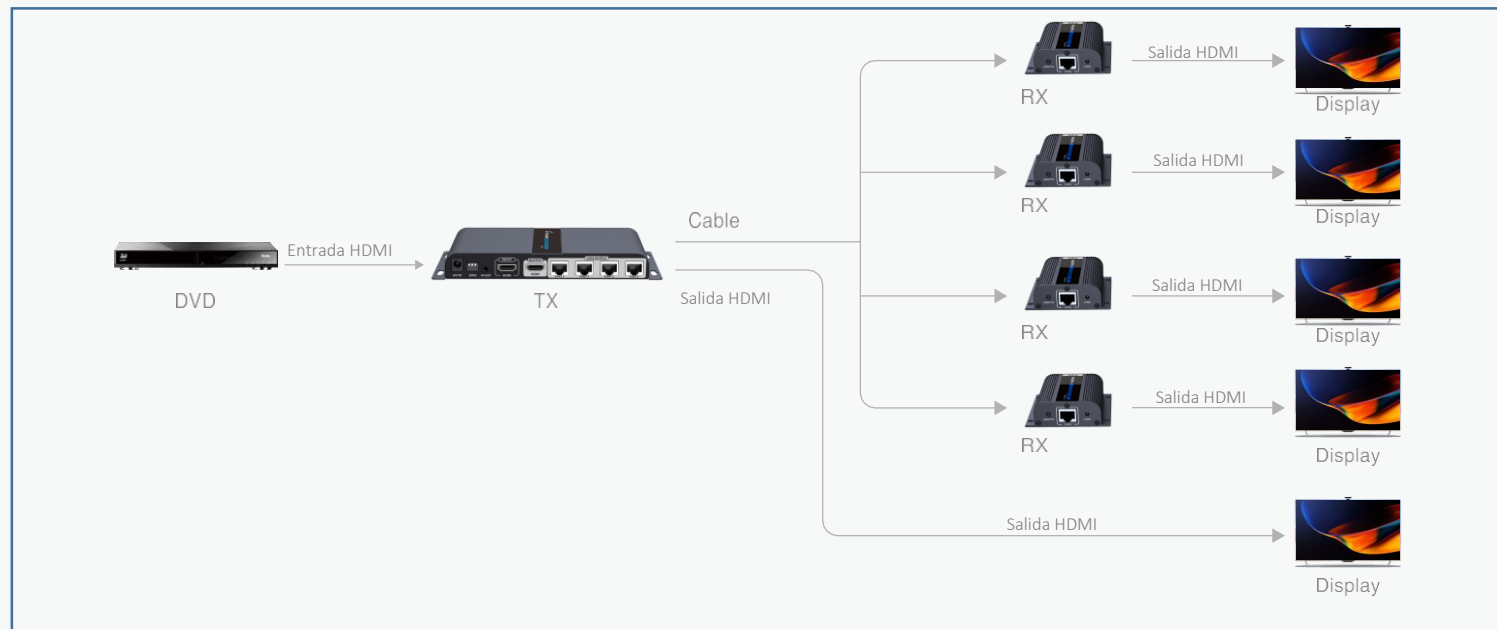 Salida HDMI
RX
Display
Salida HDMI
RX
Display
Cable
Entrada HDMI
DVD
TX
Salida HDMI
Salida HDMI
RX
Display
Salida HDMI
RX
Display
Salida HDMI
Display